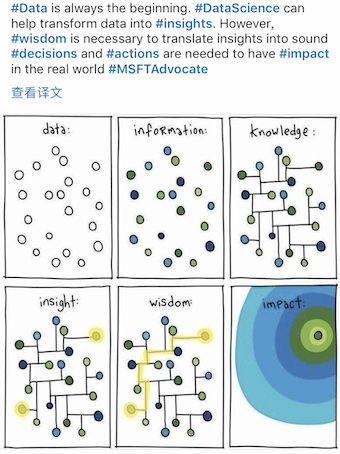 #Data is always the beginning. #DataScience can
help transform data into #insights. However,
#wisdom is necessary to translate insights into sound
#decisions and #actions are needed to have #impact
in the real world #MSFTAdvocate
查看译文
data:
information:
knowledge:
insight:
wisdom:
impact: